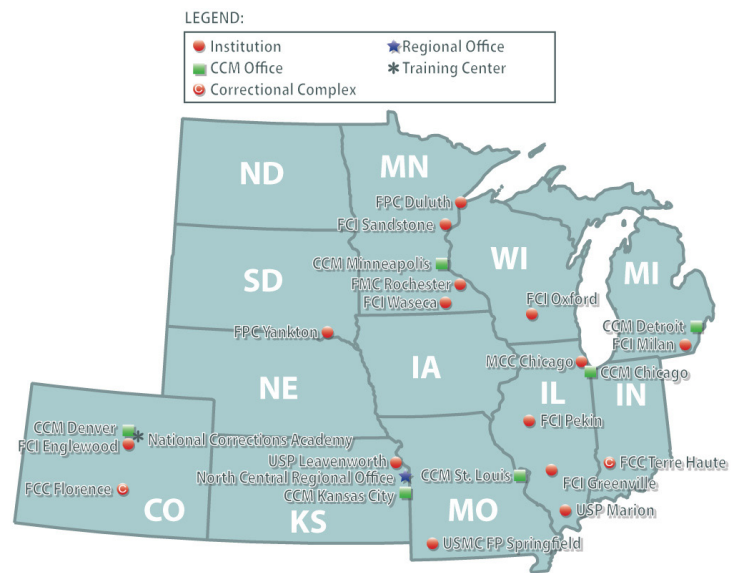 LEGEND:
Institution
Regional Office
CCM Office
Training Center
C Correctional Complex
ND
MN
FPC Duluth
FCI Sandstone
WI
CCM Minneapolis
MI
SD
FMC Rochester
FCI Waseca
FCI Oxford
CCM Detroit
FPC Yankton
FCI Milan
MCC Chicago
CCM Chicago
IA
NE
IL
IN
FCI Pekin
CCM Denver
National Corrections Academy
FCI Englewood
USP Leavenworth
C FCC Terre Haute
North Central Regional Office
CCM St. Louis
FCI Greenville
FCC Florence C
CCM Kansas City
CO
KS
MO
USP Marion
USMC FP Springfield